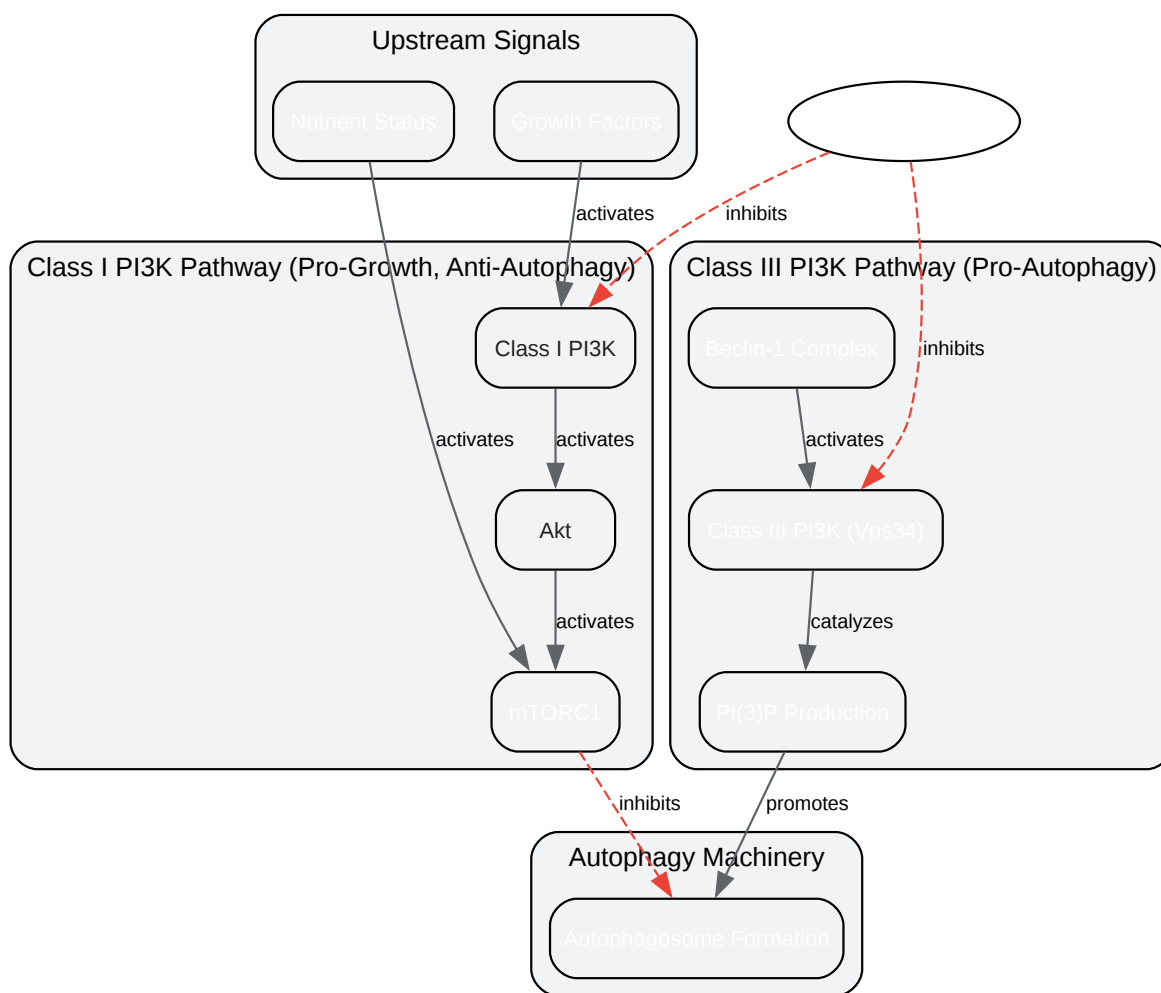 Upstream Signals
Nutrient Status
Growth Factors
activates
inhibits
Class I PI3K Pathway (Pro-Growth, Anti-Autophagy)
Class III PI3K Pathway (Pro-Autophagy)
Class I PI3K
Beclin-1 Complex
inhibits
activates
activates
activates
Akt
Class III PI3K (Vps34)
activates
catalyzes
mTORC1
PI(3)P Production
inhibits
promotes
Autophagy Machinery
Autophagosome Formation